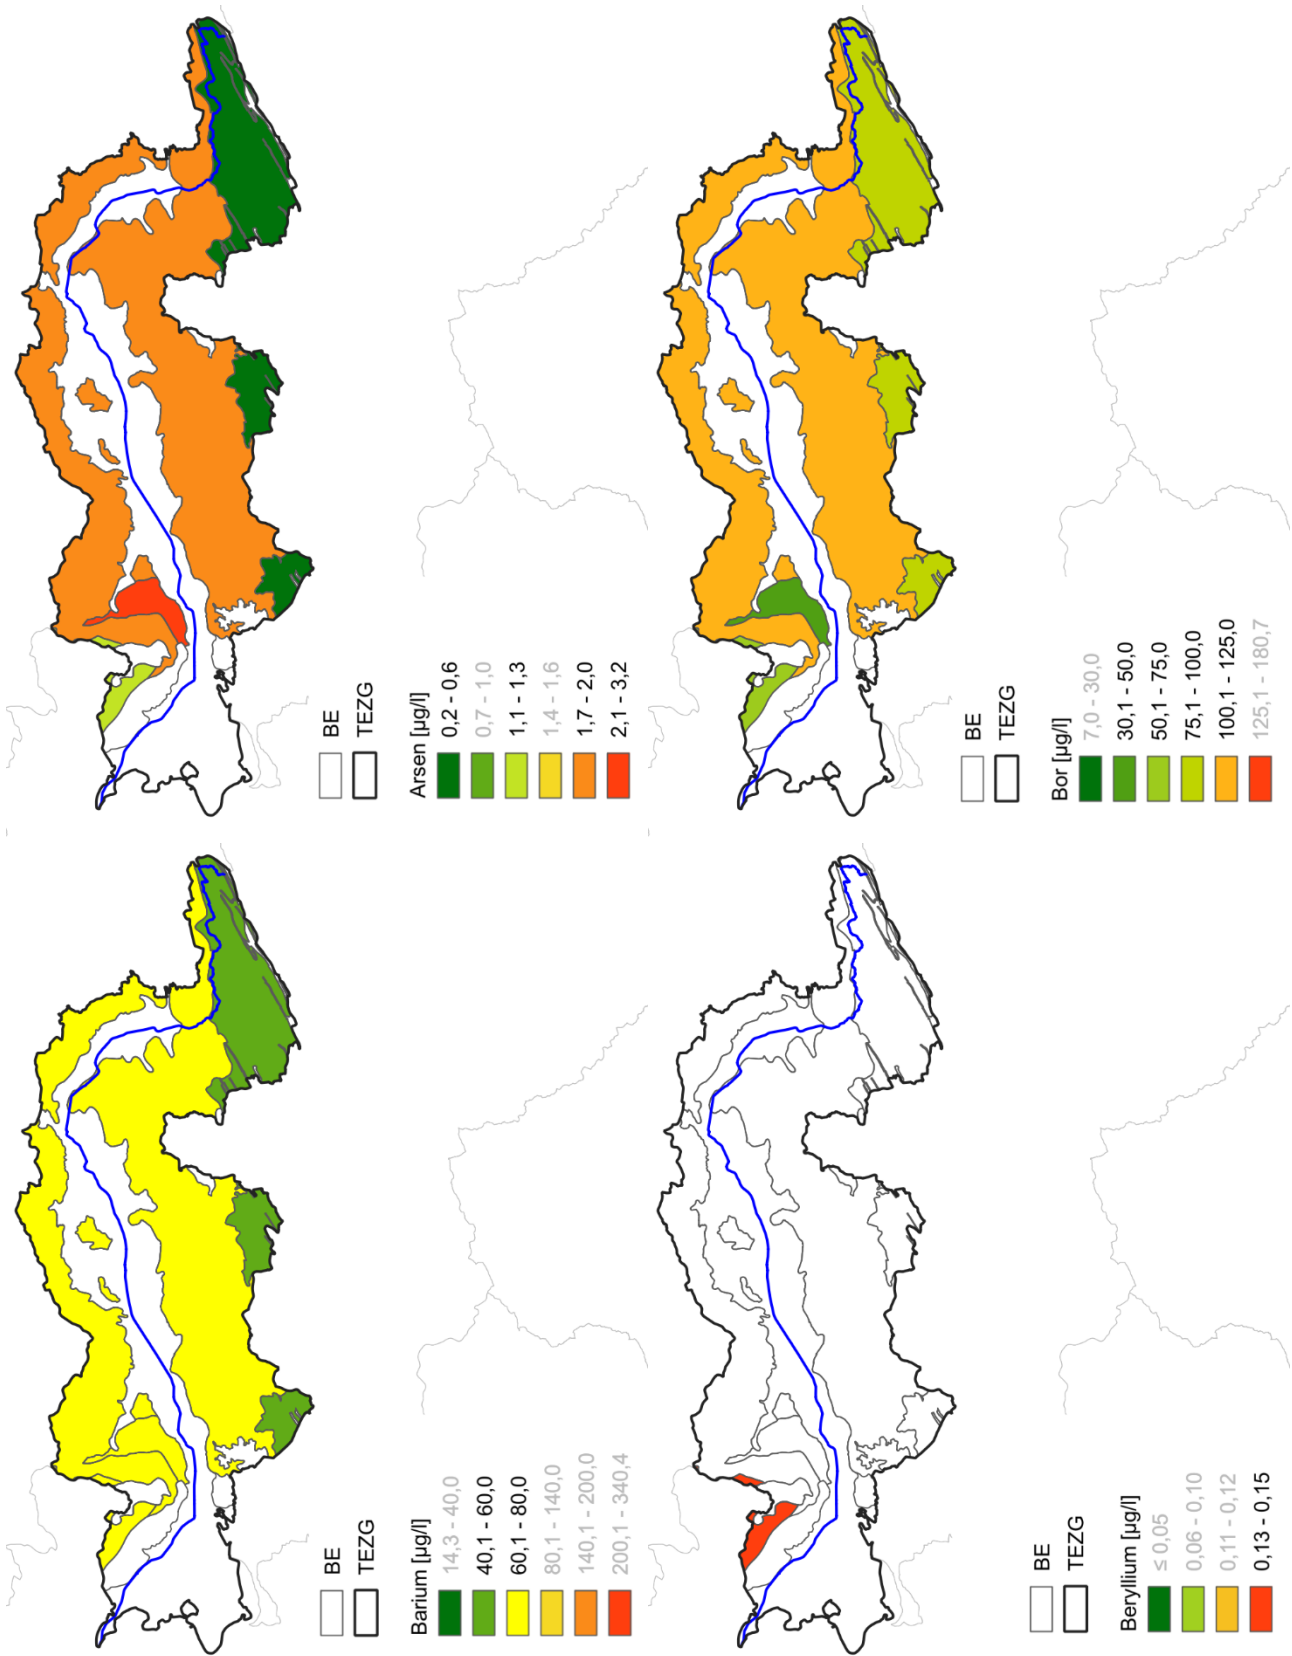 BE
TEZG
Barium [µg/l]
14,3 - 40,0
40,1 - 60,0
60,1 - 80,0
80,1 - 140,0
140,1 - 200,0
200,1 - 340,4
BE
TEZG
Arsen [µg/l]
0,2 - 0,6
0,7 - 1,0
1,1 - 1,3
1,4 - 1,6
1,7 - 2,0
2,1 - 3,2
BE
TEZG
Beryllium [µg/l]
≤ 0,05
0,06 - 0,10
0,11 - 0,12
0,13 - 0,15
BE
TEZG
Bor [µg/l]
7,0 - 30,0
30,1 - 50,0
50,1 - 75,0
75,1 - 100,0
100,1 - 125,0
125,1 - 180,7